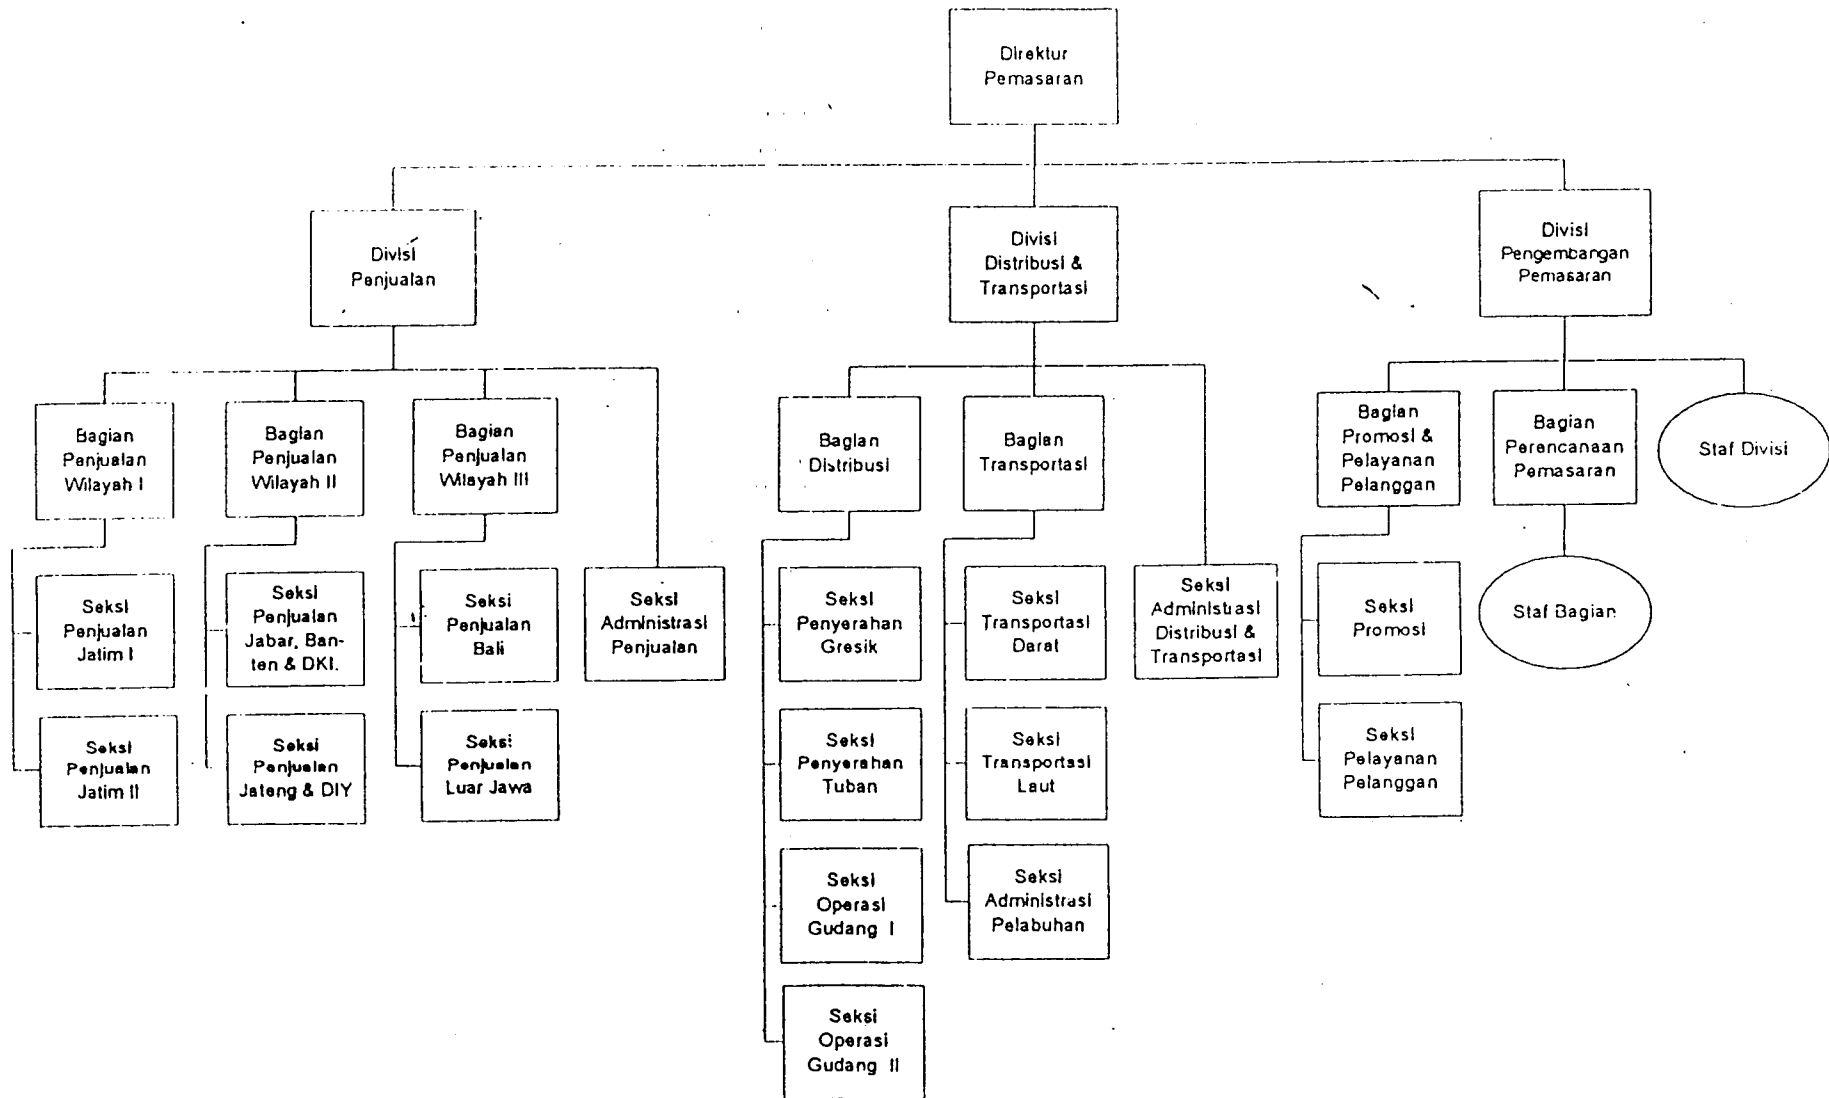 Direktur
Pemasaran
Divisi
Penjualan
Divisi
Distribusi &
Transportasi
Divisi
Pengembangan
Pemasaran
Bagian
Penjualan
Wilayah I
Bagian
Penjualan
Wilayah II
Bagian
Penjualan
Wilayah III
Bagian
Distribusi
Bagian
Transportasi
Bagian
Promosi &
Pelayanan
Pelanggan
Bagian
Perencanaan
Pemasaran
Staf Divisi
Seksi
Penjualan
Jatim I
Seksi
Penjualan
Jabar, Ban-
ten & DKI.
Seksi
Penjualan
Bali
Seksi
Administrasi
Penjualan
Seksi
Penyerahan
Gresik
Seksi
Transportasi
Darat
Seksi
Administrasi
Distribusi &
Transportasi
Seksi
Promosi
Staf Bagian
Seksi
Penjualan
Jatim II
Seksi
Penjualan
Jateng & DIY
Seksi
Penjualan
Luar Jawa
Seksi
Penyerahan
Tuban
Seksi
Transportasi
Laut
Seksi
Pelayanan
Pelanggan
Seksi
Operasi
Gudang I
Seksi
Administrasi
Pelabuhan
Seksi
Operasi
Gudang II